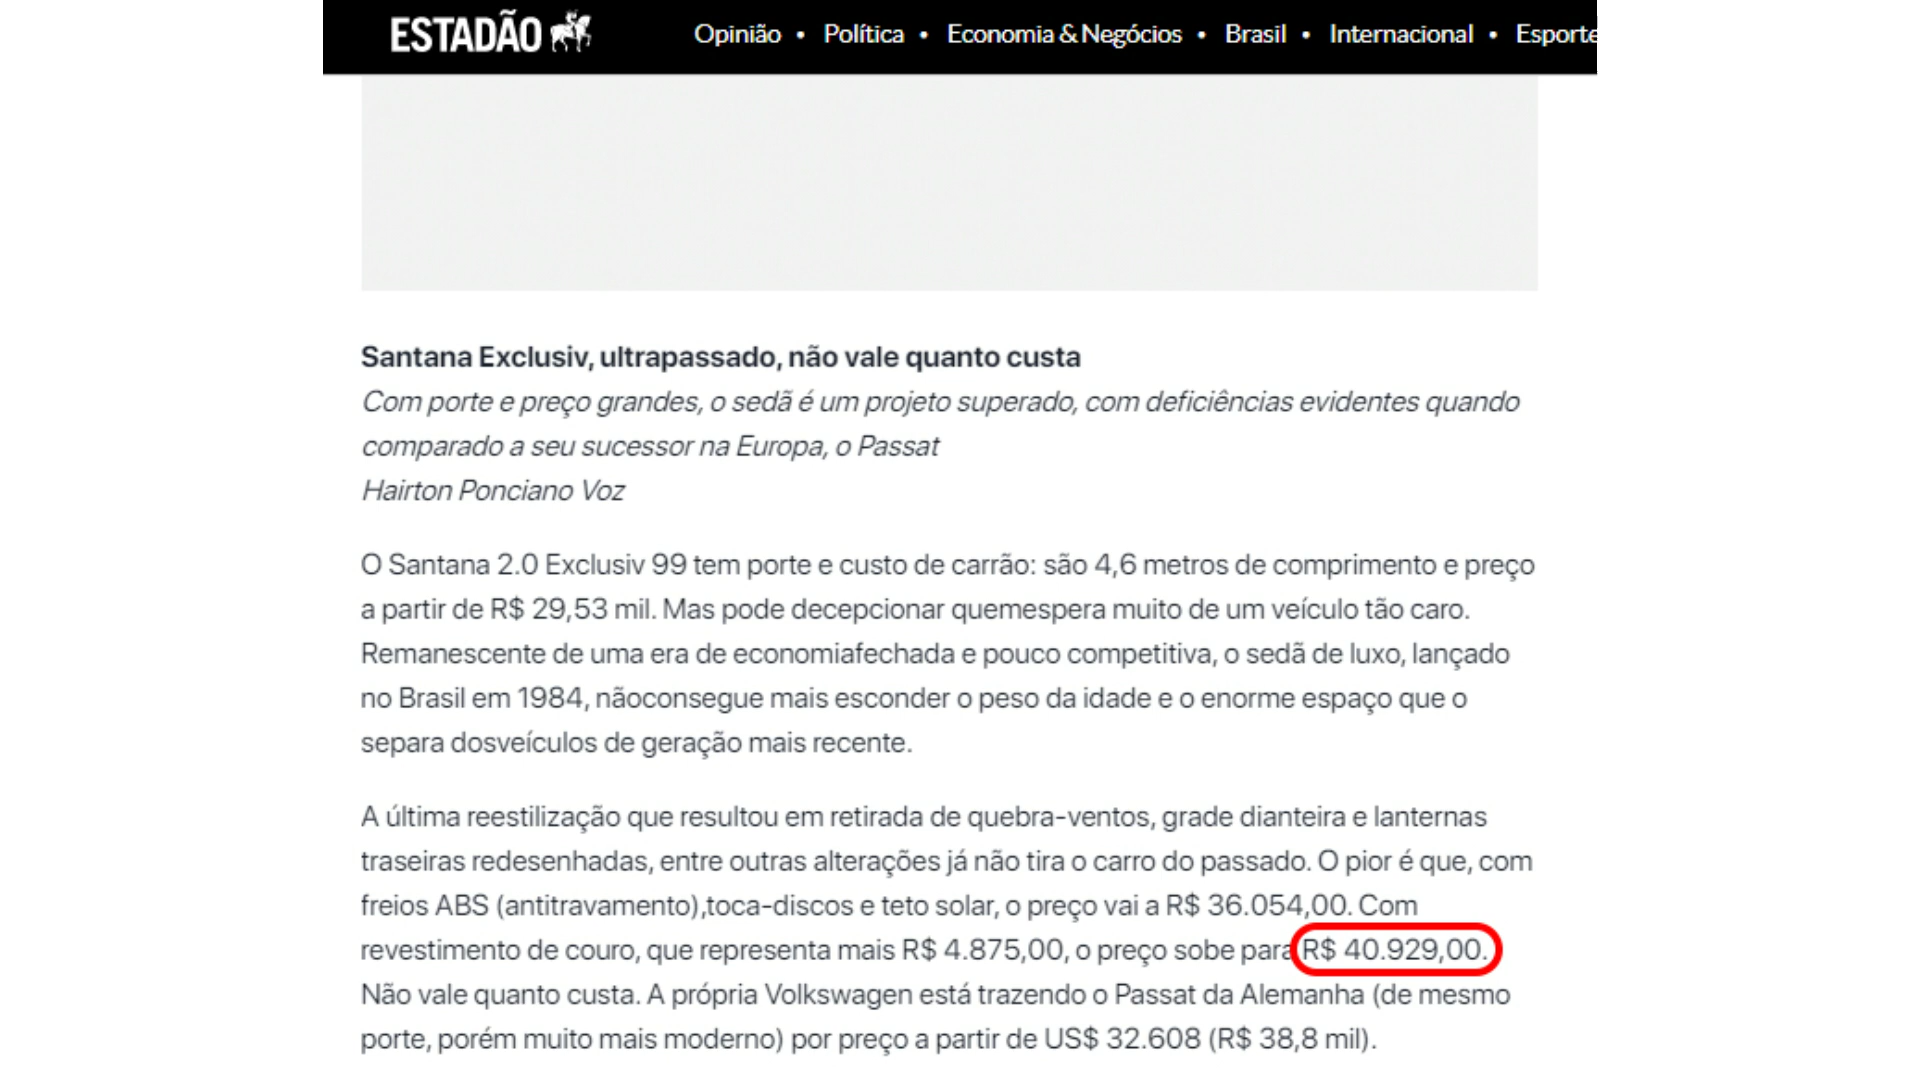 ESTADÃO
Opinião • Política • Economia & Negócios • Brasil • Internacional • Esporte
Santana Exclusiv, ultrapassado, não vale quanto custa
Com porte e preço grandes, o sedã é um projeto superado, com deficiências evidentes quando
comparado a seu sucessor na Europa, o Passat
Hairton Ponciano Voz
O Santana 2.0 Exclusiv 99 tem porte e custo de carrão: são 4,6 metros de comprimento e preço
a partir de R$ 29,53 mil. Mas pode decepcionar quemespera muito de um veículo tão caro.
Remanescente de uma era de economiafechada e pouco competitiva, o sedã de luxo, lançado
no Brasil em 1984, nãoconsegue mais esconder o peso da idade e o enorme espaço que o
separa dosveículos de geração mais recente.
A última reestilização que resultou em retirada de quebra-ventos, grade dianteira e lanternas
traseiras redesenhadas, entre outras alterações já não tira o carro do passado. O pior é que, com
freios ABS (antitravamento),toca-discos e teto solar, o preço vai a R$ 36.054,00. Com
revestimento de couro, que representa mais R$ 4.875,00, o preço sobe para R$ 40.929,00.
Não vale quanto custa. A própria Volkswagen está trazendo o Passat da Alemanha (de mesmo
porte, porém muito mais moderno) por preço a partir de US$ 32.608 (R$ 38,8 mil).